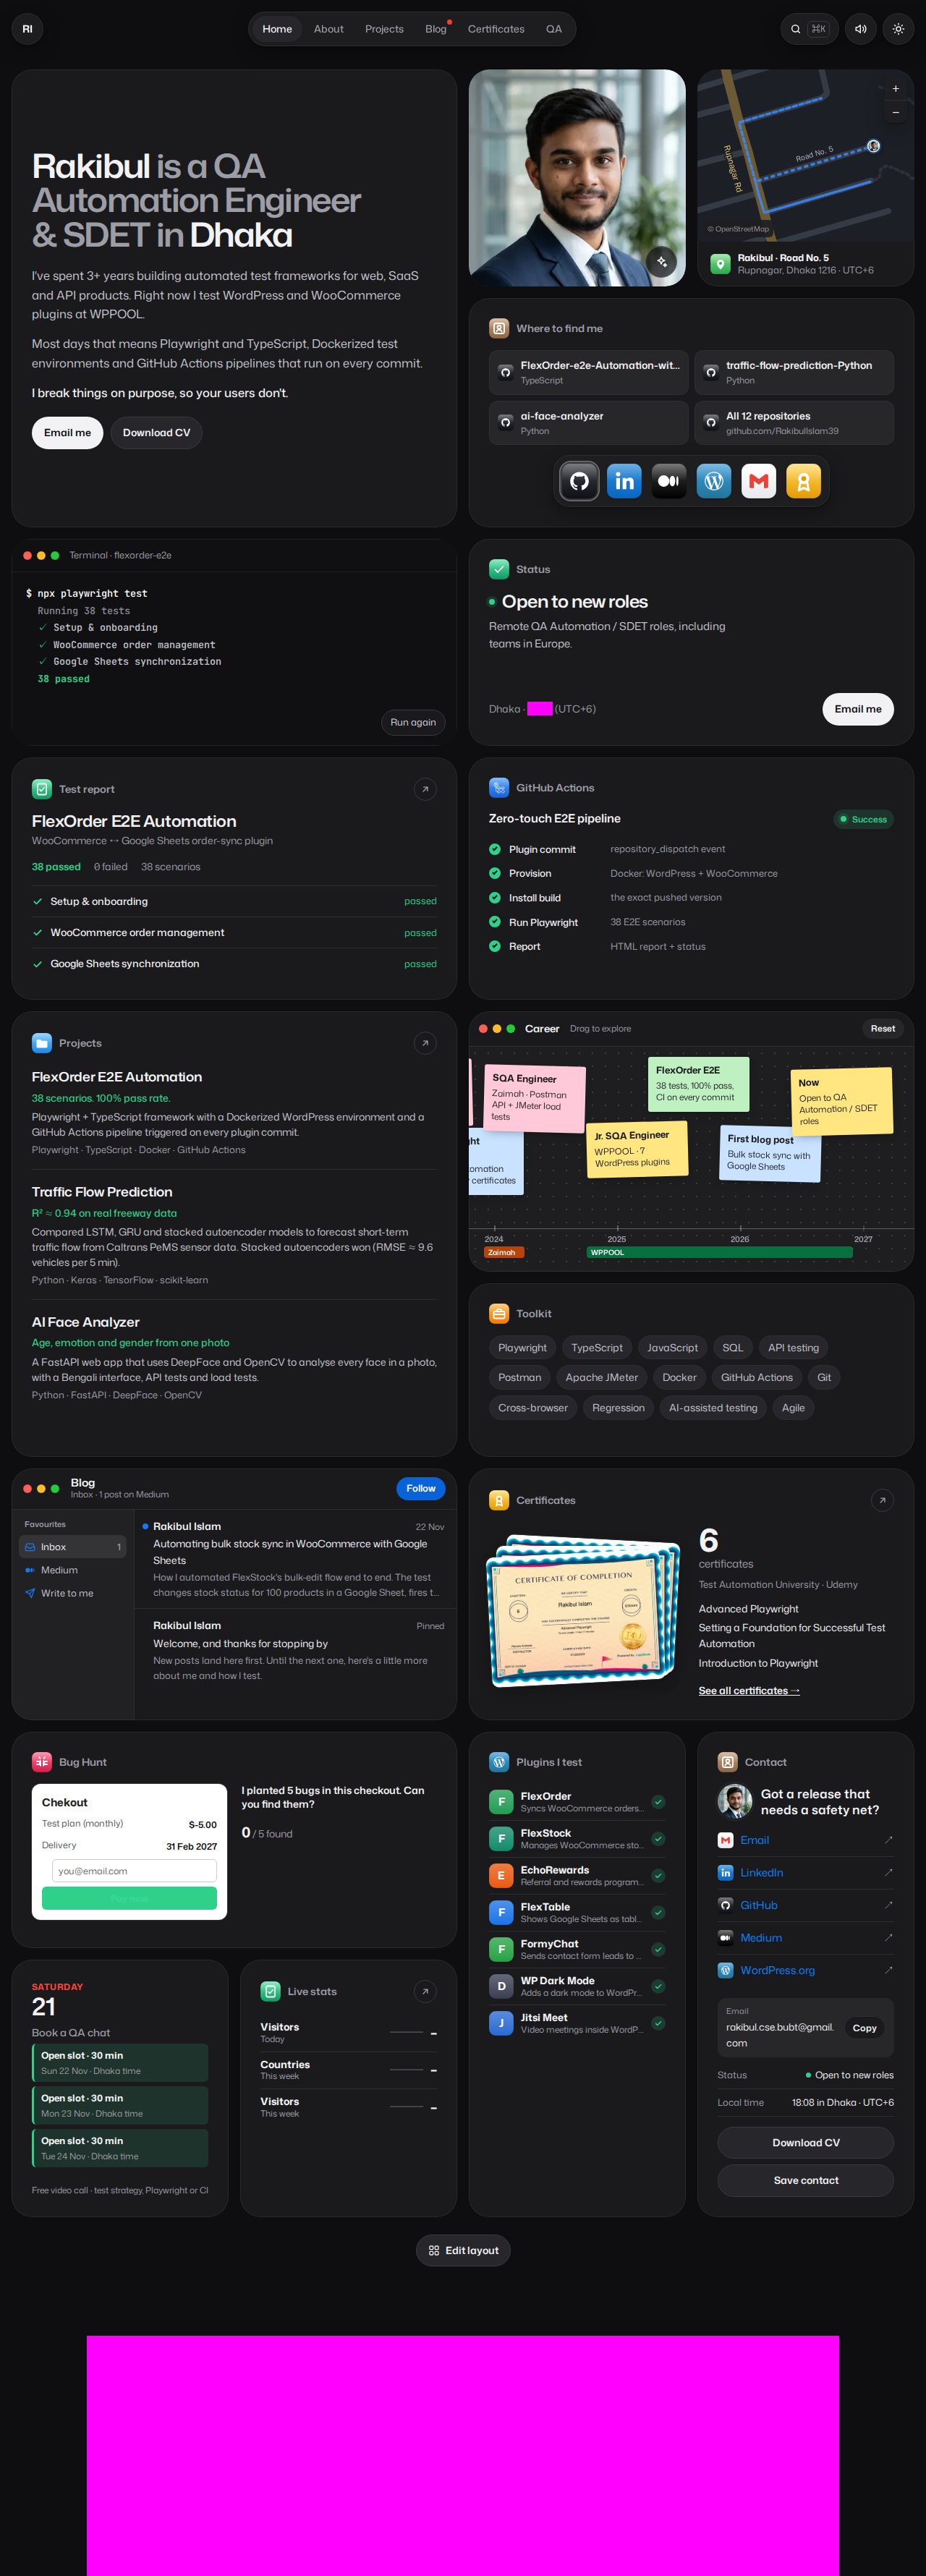 RI
Home
About
Projects
Blog
Certificates
QA
⌘K
Rakibul is a QA
Automation Engineer
& SDET in Dhaka
I've spent 3+ years building automated test frameworks for web, SaaS
and API products. Right now I test WordPress and WooCommerce
plugins at WPPOOL.
Most days that means Playwright and TypeScript, Dockerized test
environments and GitHub Actions pipelines that run on every commit.
I break things on purpose, so your users don't.
Email me
Download CV
Rupnagar Rd
Road No. 5
+
−
© OpenStreetMap
Rakibul · Road No. 5
Rupnagar, Dhaka 1216 · UTC+6
Where to find me
FlexOrder-e2e-Automation-wit...
TypeScript
traffic-flow-prediction-Python
Python
ai-face-analyzer
Python
All 12 repositories
github.com/RakibulIslam39
Terminal · flexorder-e2e
$ npx playwright test
Running 38 tests
✓ Setup & onboarding
✓ WooCommerce order management
✓ Google Sheets synchronization
38 passed
Run again
Status
Open to new roles
Remote QA Automation / SDET roles, including
teams in Europe.
Dhaka · (UTC+6)
Email me
Test report
FlexOrder E2E Automation
WooCommerce ↔ Google Sheets order-sync plugin
38 passed 0 failed 38 scenarios
Setup & onboarding passed
WooCommerce order management passed
Google Sheets synchronization passed
GitHub Actions
Zero-touch E2E pipeline
Success
Plugin commit repository_dispatch event
Provision Docker: WordPress + WooCommerce
Install build the exact pushed version
Run Playwright 38 E2E scenarios
Report HTML report + status
Projects
FlexOrder E2E Automation
38 scenarios. 100% pass rate.
Playwright + TypeScript framework with a Dockerized WordPress environment and a
GitHub Actions pipeline triggered on every plugin commit.
Playwright · TypeScript · Docker · GitHub Actions
Traffic Flow Prediction
R² ≈ 0.94 on real freeway data
Compared LSTM, GRU and stacked autoencoder models to forecast short-term
traffic flow from Caltrans PeMS sensor data. Stacked autoencoders won (RMSE ≈ 9.6
vehicles per 5 min).
Python · Keras · TensorFlow · scikit-learn
AI Face Analyzer
Age, emotion and gender from one photo
A FastAPI web app that uses DeepFace and OpenCV to analyse every face in a photo,
with a Bengali interface, API tests and load tests.
Python · FastAPI · DeepFace · OpenCV
Career
Drag to explore
Reset
SQA Engineer
Zaimah · Postman
API + JMeter load
tests
ght
omation
certificates
FlexOrder E2E
38 tests, 100% pass,
CI on every commit
Jr. SQA Engineer
WPPOOL · 7
WordPress plugins
First blog post
Bulk stock sync with
Google Sheets
Now
Open to QA
Automation / SDET
roles
2024
2025
2026
2027
Zaimah
WPPOOL
Toolkit
Playwright
TypeScript
JavaScript
SQL
API testing
Postman
Apache JMeter
Docker
GitHub Actions
Git
Cross-browser
Regression
AI-assisted testing
Agile
Blog
Inbox · 1 post on Medium
Follow
Favourites
Inbox 1
Medium
Write to me
Rakibul Islam 22 Nov
Automating bulk stock sync in WooCommerce with Google
Sheets
How I automated FlexStock's bulk-edit flow end to end. The test
changes stock status for 100 products in a Google Sheet, fires t...
Rakibul Islam Pinned
Welcome, and thanks for stopping by
New posts land here first. Until the next one, here's a little more
about me and how I test.
Certificates
CERTIFICATE OF COMPLETION
Rakibul Islam
6
certificates
Test Automation University · Udemy
Advanced Playwright
Setting a Foundation for Successful Test
Automation
Introduction to Playwright
See all certificates →
Bug Hunt
Chekout
Test plan (monthly) $-5.00
Delivery 31 Feb 2027
you@email.com
Pay now
I planted 5 bugs in this checkout. Can
you find them?
0 / 5 found
Plugins I test
F
FlexOrder
Syncs WooCommerce orders...
F
FlexStock
Manages WooCommerce sto...
E
EchoRewards
Referral and rewards program...
F
FlexTable
Shows Google Sheets as tabl...
F
FormyChat
Sends contact form leads to ...
D
WP Dark Mode
Adds a dark mode to WordPr...
J
Jitsi Meet
Video meetings inside WordP...
Contact
Got a release that
needs a safety net?
Email
LinkedIn
GitHub
Medium
WordPress.org
Email
rakibul.cse.bubt@gmail.
com
Copy
Status Open to new roles
Local time 18:08 in Dhaka · UTC+6
Download CV
Save contact
SATURDAY
21
Book a QA chat
Open slot · 30 min
Sun 22 Nov · Dhaka time
Open slot · 30 min
Mon 23 Nov · Dhaka time
Open slot · 30 min
Tue 24 Nov · Dhaka time
Free video call · test strategy, Playwright or CI
Live stats
Visitors
Today
–
Countries
This week
–
Visitors
This week
–
Edit layout